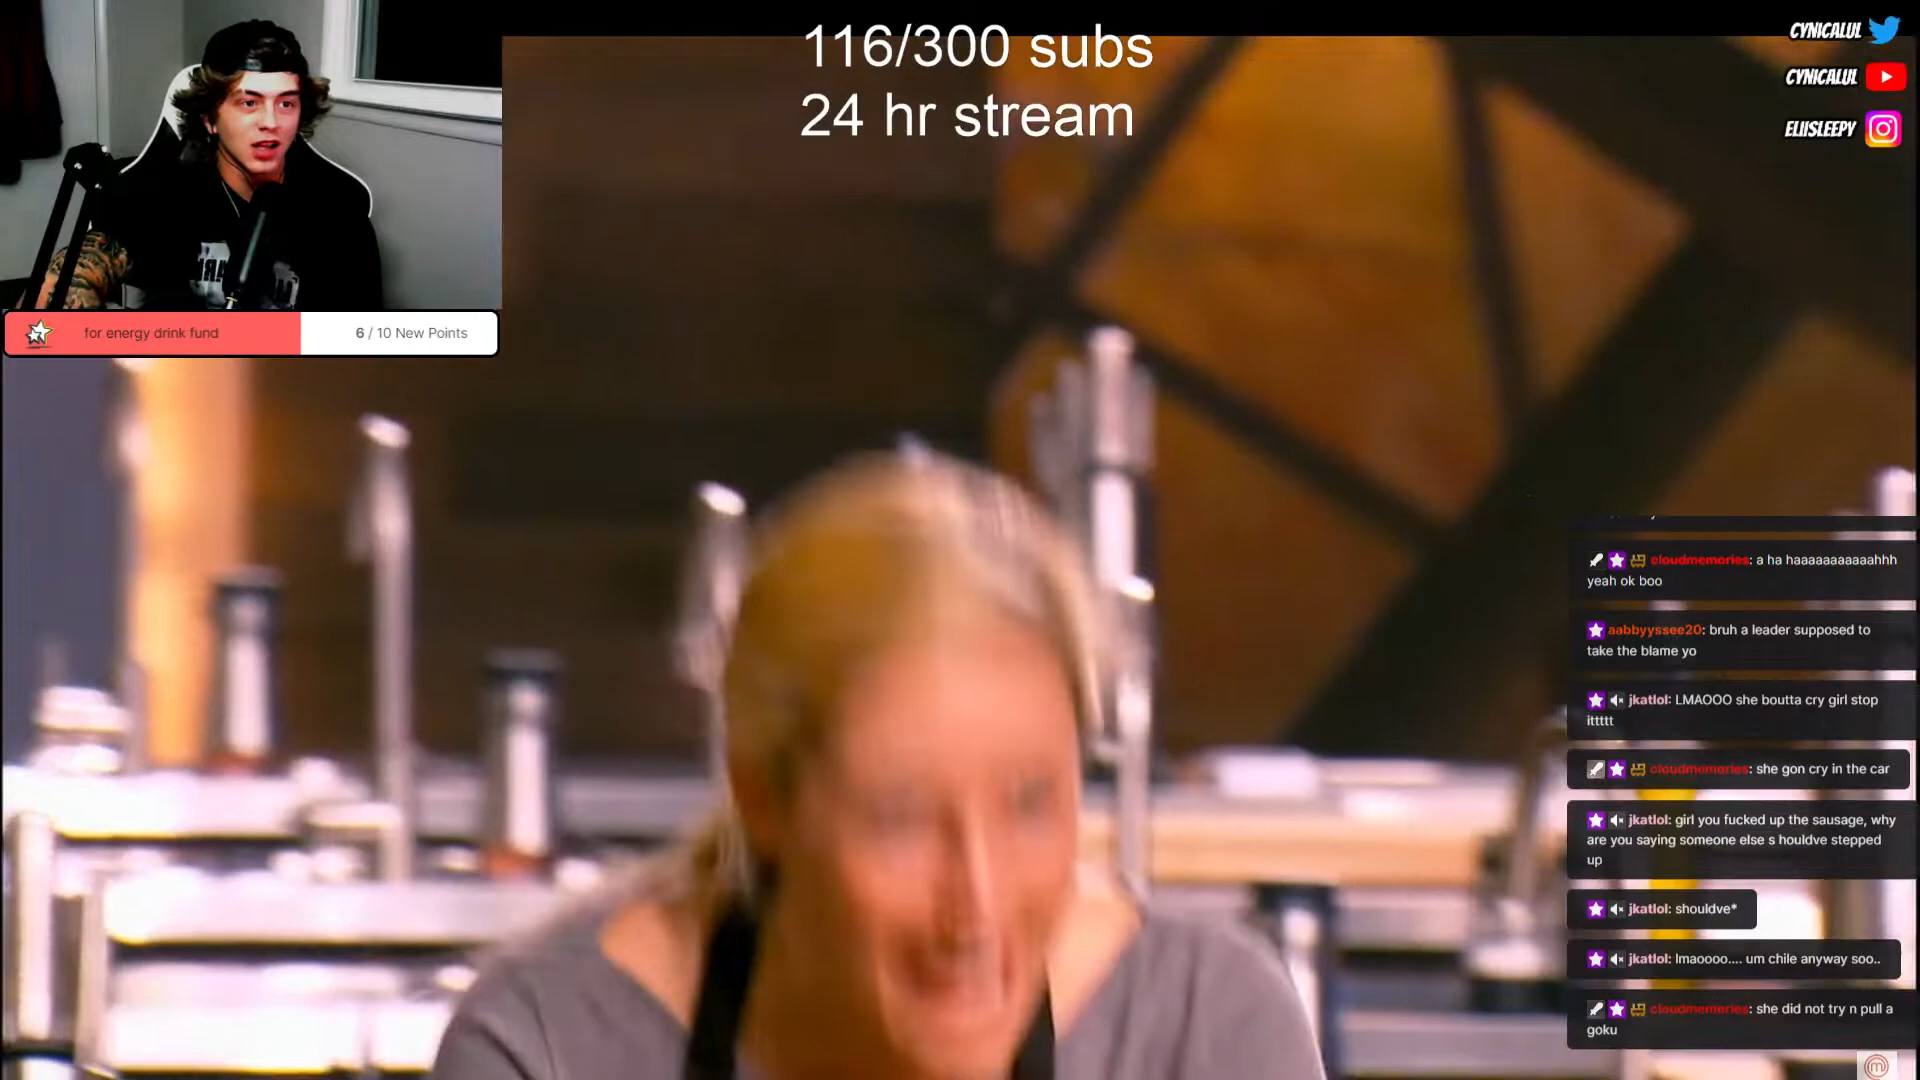 116/300 subs
24 hr stream
CYNICALUL
CYNICALUL
ELIISLEEPY
for energy drink fund
6 / 10 New Points
cloudmemories: a ha haaaaaaaaaaahhh
yeah ok boo
aabbyyssee20: bruh a leader supposed to
take the blame yo
jkatlol: LMAOOO she boutta cry girl stop
ittttt
cloudmemories: she gon cry in the car
jkatlol: girl you fucked up the sausage, why
are you saying someone else s houldve stepped
up
jkatlol: shouldve*
jkatlol: lmaoooo.... um chile anyway soo..
cloudmemories: she did not try n pull a
goku